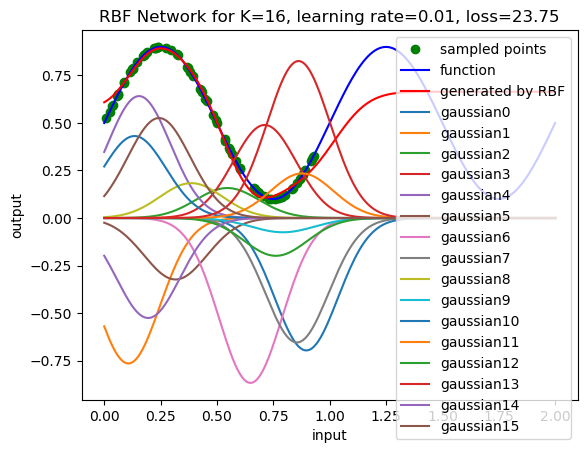 RBF Network for K=16, learning rate=0.01, loss=23.75
sampled points
function
generated by RBF
gaussian0
gaussian1
gaussian2
gaussian3
gaussian4
gaussian5
gaussian6
gaussian7
gaussian8
gaussian9
gaussian10
gaussian11
gaussian12
gaussian13
gaussian14
gaussian15
0.75
0.50
0.25
0.00
−0.25
−0.50
−0.75
output
0.00 0.25 0.50 0.75 1.00 1.25 1.50 1.75 2.00
input